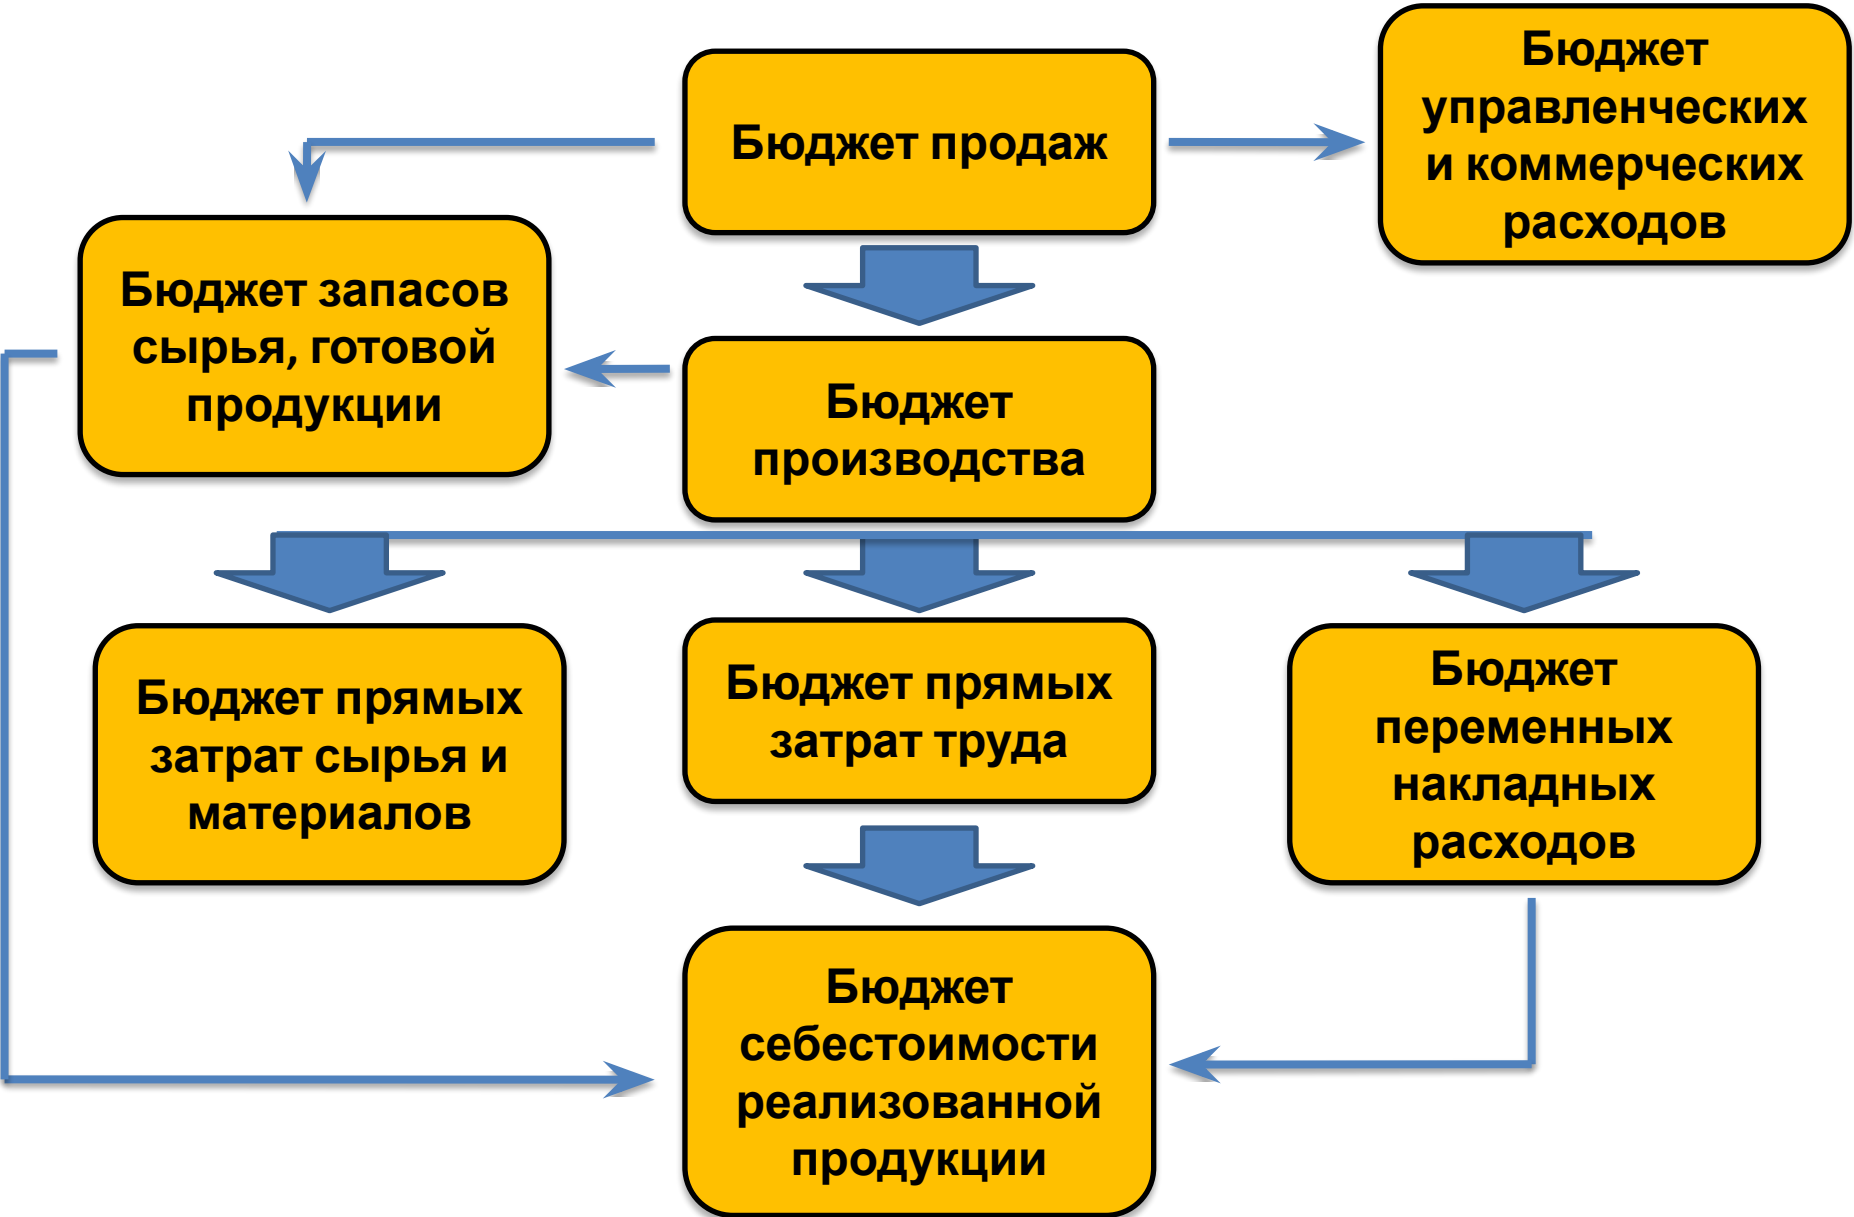 Бюджет продаж
Бюджет
управленческих
и коммерческих
расходов
Бюджет запасов
сырья, готовой
продукции
Бюджет
производства
Бюджет прямых
затрат сырья и
материалов
Бюджет прямых
затрат труда
Бюджет
переменных
накладных
расходов
Бюджет
себестоимости
реализованной
продукции